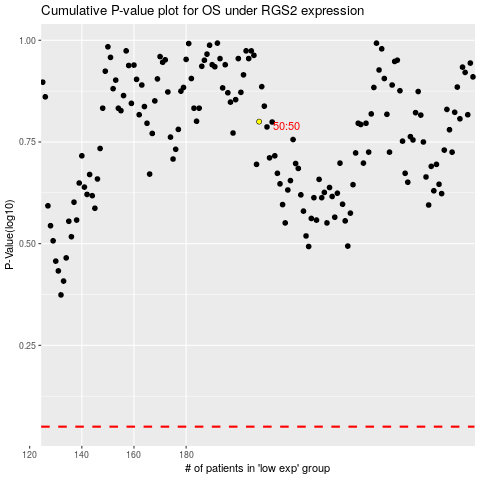 Cumulative P-value plot for OS under RGS2 expression
P-Value(log10)
1.00
0.75
0.50
0.25
50:50
120 140 160 180
# of patients in 'low exp' group